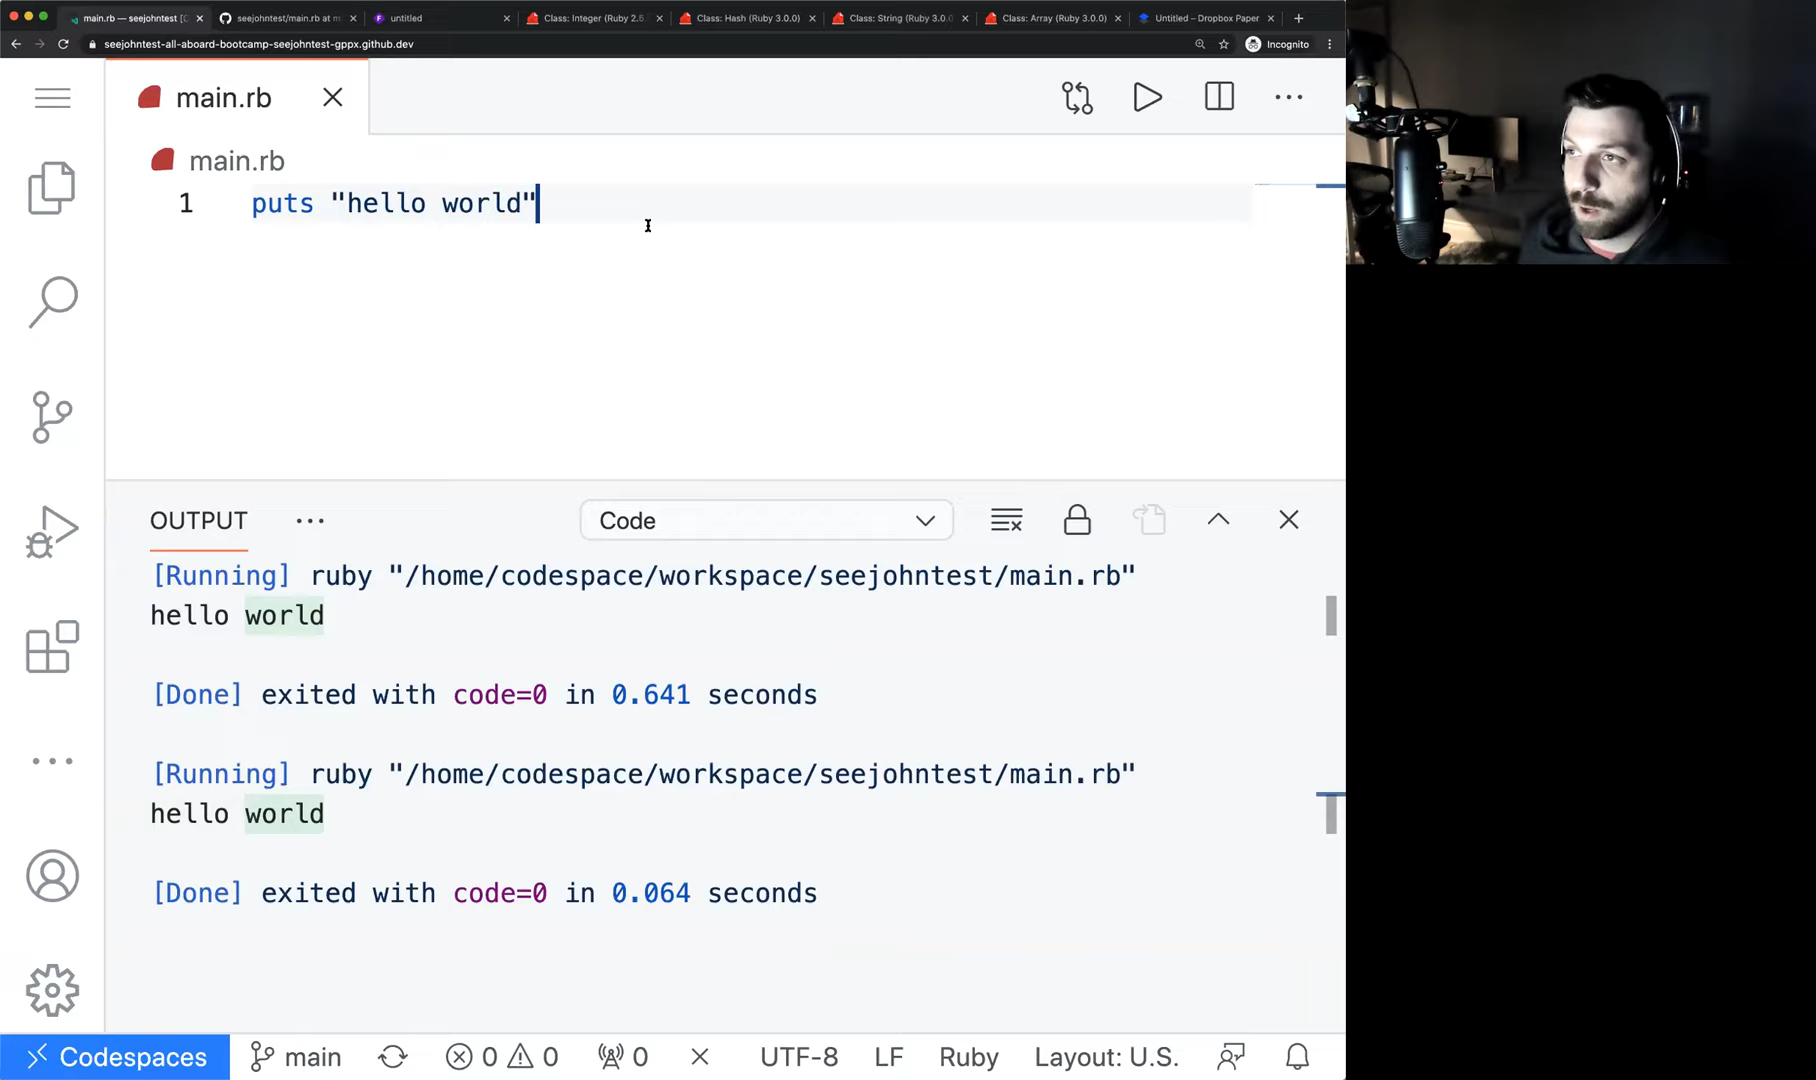 main.rb — seejohntest [C
seejohntest/main.rb at m
untitled
Class: Integer (Ruby 2.6.
Class: Hash (Ruby 3.0.0)
Class: String (Ruby 3.0.0
Class: Array (Ruby 3.0.0)
Untitled – Dropbox Paper
seejohntest-all-aboard-bootcamp-seejohntest-gppx.github.dev
Incognito
main.rb
main.rb
1 puts "hello world"
OUTPUT
Code
[Running] ruby "/home/codespace/workspace/seejohntest/main.rb"
hello world
[Done] exited with code=0 in 0.641 seconds
[Running] ruby "/home/codespace/workspace/seejohntest/main.rb"
hello world
[Done] exited with code=0 in 0.064 seconds
Codespaces main 0 0 0 UTF-8 LF Ruby Layout: U.S.